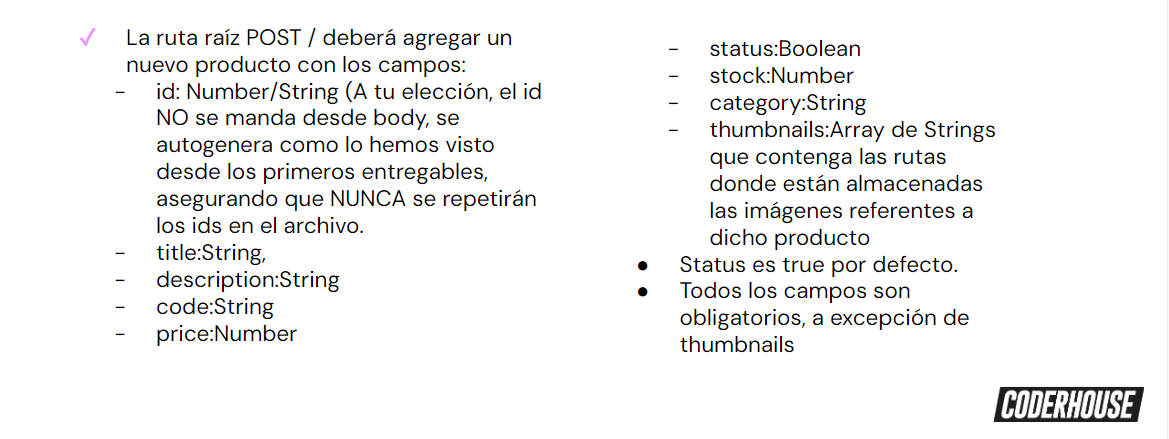 ✓ La ruta raíz POST / deberá agregar un
nuevo producto con los campos:
- id: Number/String (A tu elección, el id
NO se manda desde body, se
autogenera como lo hemos visto
desde los primeros entregables,
asegurando que NUNCA se repetirán
los ids en el archivo.
- title:String,
- description:String
- code:String
- price:Number
- status:Boolean
- stock:Number
- category:String
- thumbnails:Array de Strings
que contenga las rutas
donde están almacenadas
las imágenes referentes a
dicho producto
● Status es true por defecto.
● Todos los campos son
obligatorios, a excepción de
thumbnails
CODERHOUSE